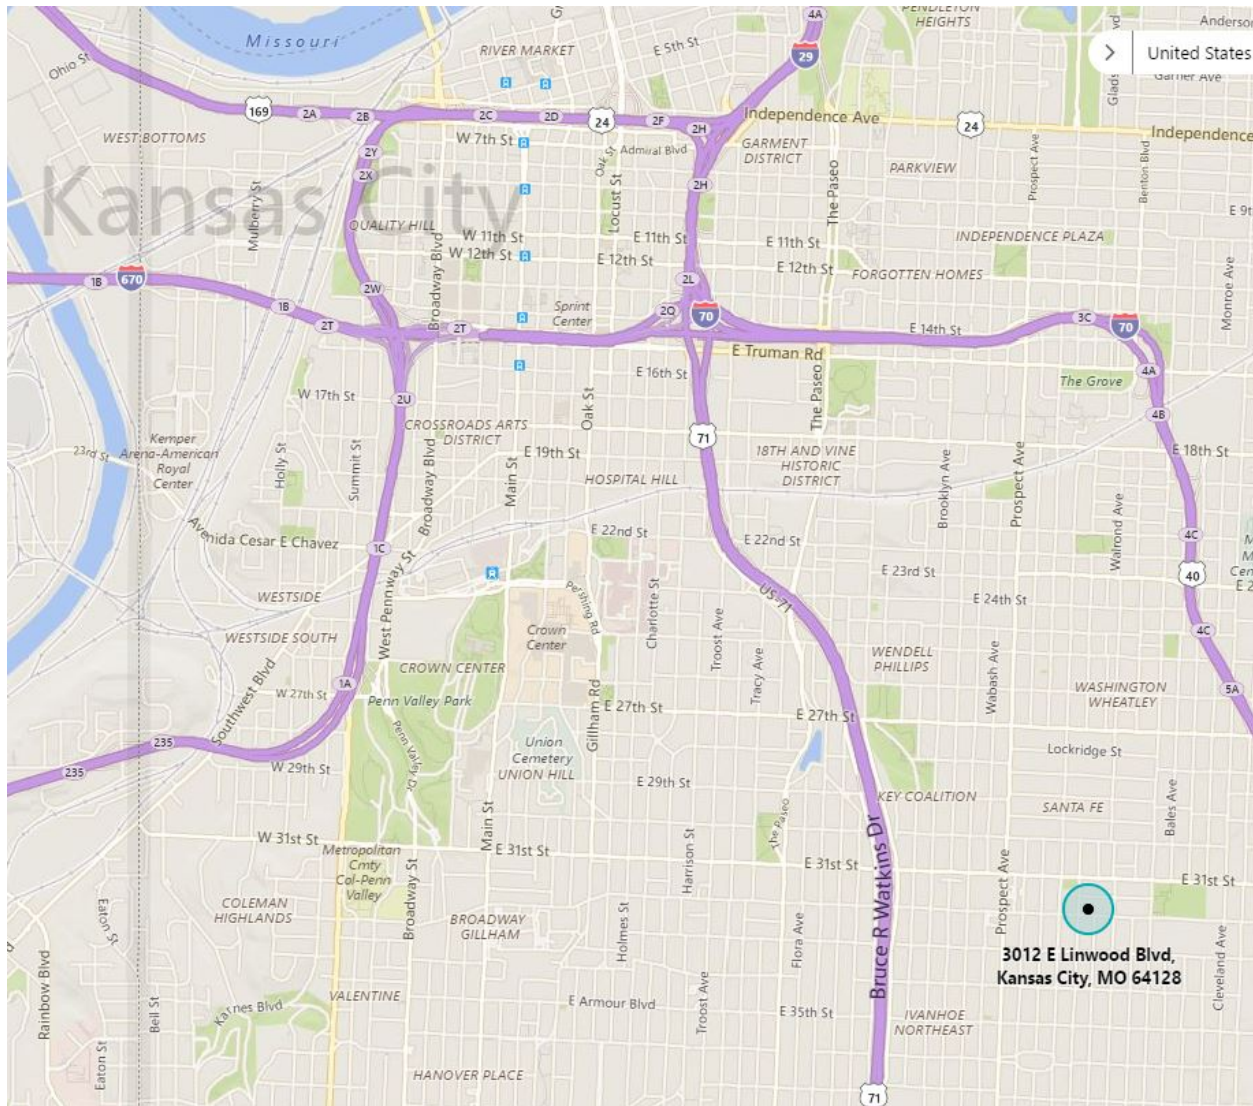 4A
PENDLETON
HEIGHTS
Anderson
Missouri
RIVER MARKET
E 5th St
29
United States
Ohio St
Garner Ave
169
2A
2B
2C
2D
24
2F
2H
Independence Ave
24
Independence
WEST BOTTOMS
W 7th St
Oak St
Admiral Blvd
GARMENT
DISTRICT
PARKVIEW
Prospect Ave
Benton Blvd
2Y
2X
2H
Kansas City
Mulberry St
QUALITY HILL
Locust St
The Paseo
E 9th
W 11th St
E 11th St
E 11th St
INDEPENDENCE PLAZA
W 12th St
E 12th St
E 12th St
FORGOTTEN HOMES
Broadway Blvd
Monroe Ave
1B
670
1B
2T
2W
2T
Sprint
Center
2L
2Q
70
E 14th St
3C
70
E Truman Rd
E 16th St
The Grove
4A
W 17th St
2U
Oak St
The Paseo
4B
CROSSROADS ARTS
DISTRICT
71
E 18th St
Kemper
Arena-American
Royal
Center
23rd St
Holly St
Summit St
Broadway Blvd
Main St
E 19th St
HOSPITAL HILL
18TH AND VINE
HISTORIC
DISTRICT
Brooklyn Ave
Prospect Ave
Walrond Ave
Avenida Cesar E Chavez
1C
E 22nd St
E 22nd St
4C
E 23rd St
40
WESTSIDE
West Pennway St
Pershing Rd
Charlotte St
US-71
E 24th St
WESTSIDE SOUTH
Crown
Center
Troost Ave
4C
CROWN CENTER
Tracy Ave
WENDELL
PHILLIPS
Wabash Ave
Southwest Blvd
1A
W 27th St
Penn Valley Park
Gillham Rd
E 27th St
E 27th St
WASHINGTON
WHEATLEY
5A
235
235
W 29th St
Penn Valley Dr
Union
Cemetery
UNION HILL
E 29th St
Lockridge St
KEY COALITION
SANTA FE
Bales Ave
W 31st St
Main St
E 31st St
Harrison St
The Paseo
E 31st St
E 31st St
Metropolitan
Cmty
Col-Penn
Valley
Bruce R Watkins Dr
Prospect Ave
Eaton St
COLEMAN
HIGHLANDS
Broadway St
BROADWAY
GILLHAM
Holmes St
Flora Ave
3012 E Linwood Blvd,
Kansas City, MO 64128
Cleveland Ave
Rainbow Blvd
Bell St
Karnes Blvd
VALENTINE
E Armour Blvd
Troost Ave
E 35th St
IVANHOE
NORTHEAST
Eaton St
HANOVER PLACE
71